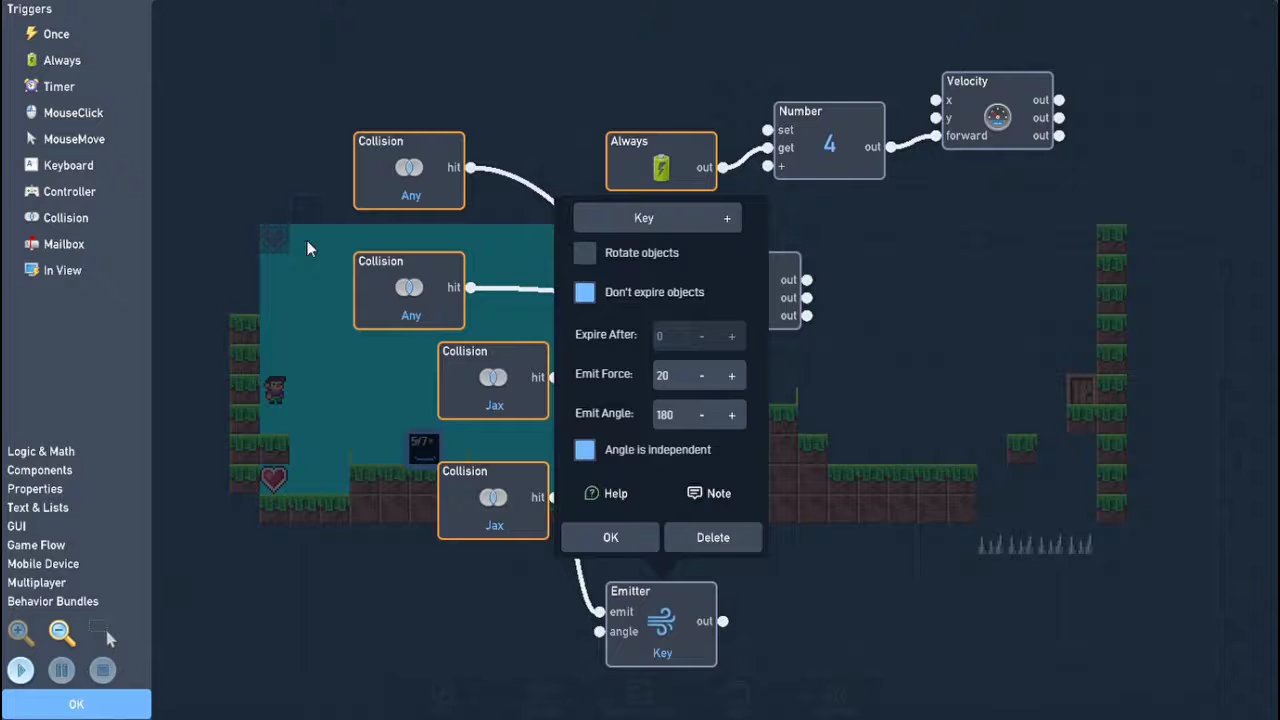 Triggers
Once
Always
Timer
MouseClick
MouseMove
Keyboard
Controller
Collision
Mailbox
In View
Logic & Math
Components
Properties
Text & Lists
GUI
Game Flow
Mobile Device
Multiplayer
Behavior Bundles
OK
Collision
hit
Any
Collision
hit
Any
Collision
hit
Jax
Collision
hit
Jax
Always
out
Number
set
get
+
4
out
Velocity
x
y
forward
out
out
out
out
out
out
Key +
Rotate objects
Don't expire objects
Expire After: 0 - +
Emit Force: 20 - +
Emit Angle: 180 - +
Angle is independent
Help
Note
OK
Delete
Emitter
emit
angle
out
Key